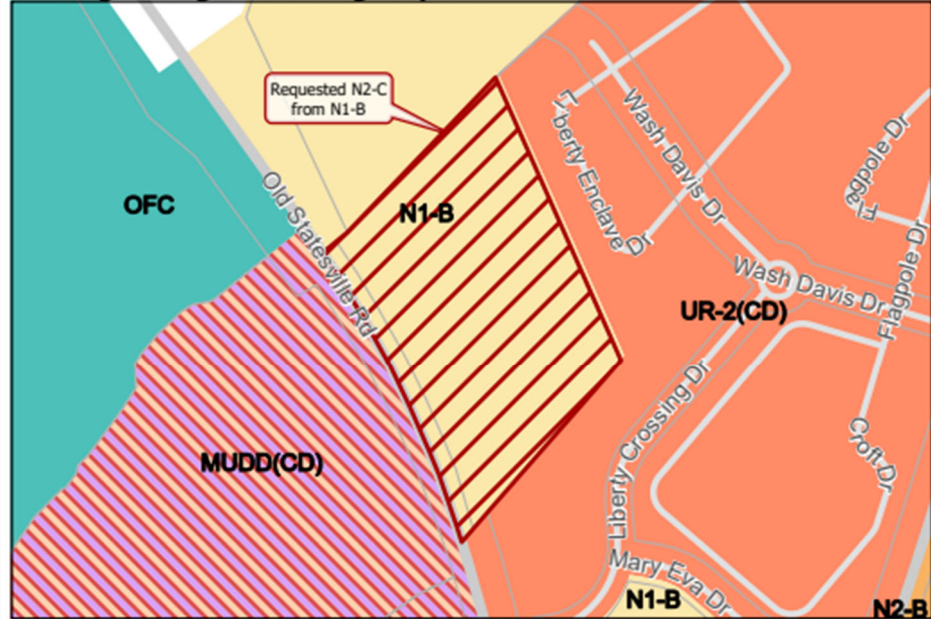 Requested N2-C
from N1-B
OFC
Old Statesville Rd
N1-B
Liberty Enclave Dr
Wash Davis Dr
Flagpole Dr
Wash Davis Dr
Flagpole Dr
UR-2(CD)
MUDD(CD)
Liberty Crossing Dr
Croft Dr
Mary Eva Dr
N1-B
N2-B